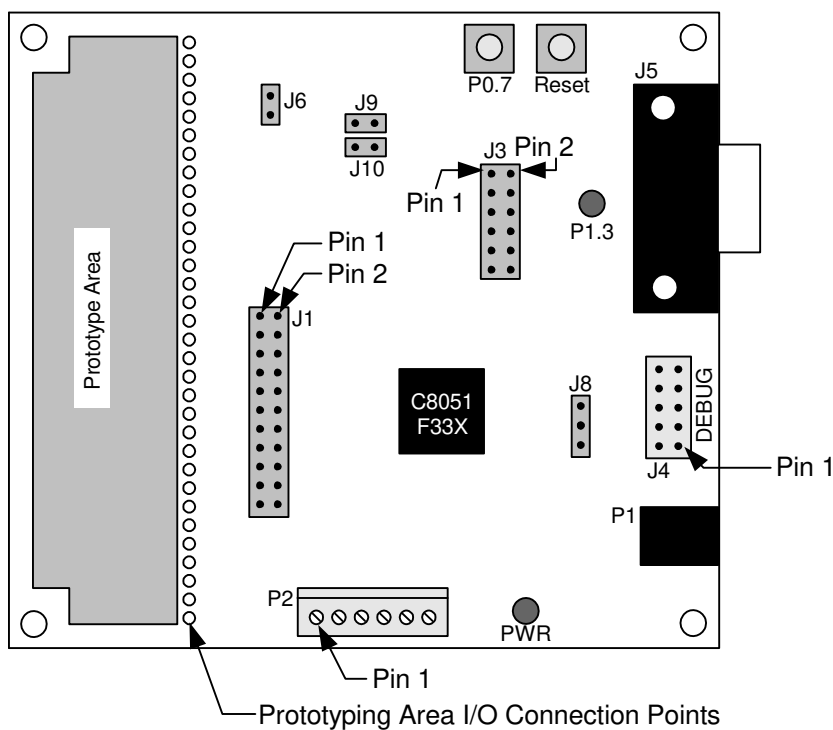 J5
P0.7
Reset
J6
J9
J10
J3
Pin 2
Pin 1
P1.3
Pin 1
Pin 2
J1
Prototype Area
C8051
F33X
J8
DEBUG
J4
Pin 1
P1
P2
PWR
Pin 1
Prototyping Area I/O Connection Points